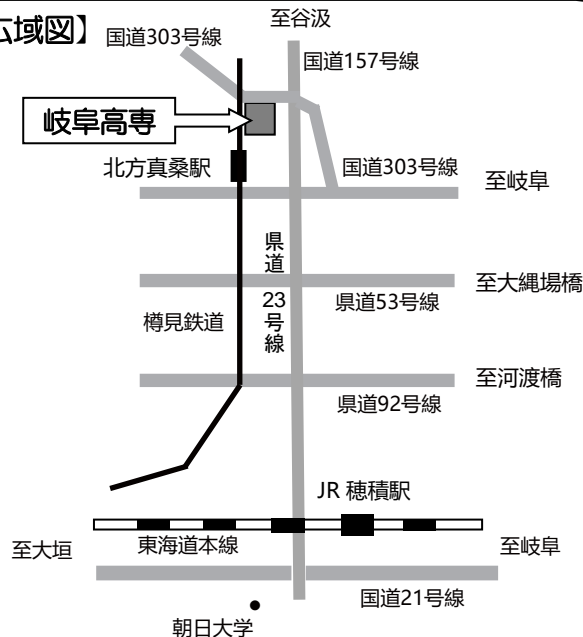 広域図】
至谷汲
国道303号線
国道157号線
岐阜高専
北方真桑駅
国道303号線
至岐阜
県道23号線
至大縄場橋
県道53号線
樽見鉄道
至河渡橋
県道92号線
JR 穂積駅
至大垣
東海道本線
至岐阜
国道21号線
朝日大学